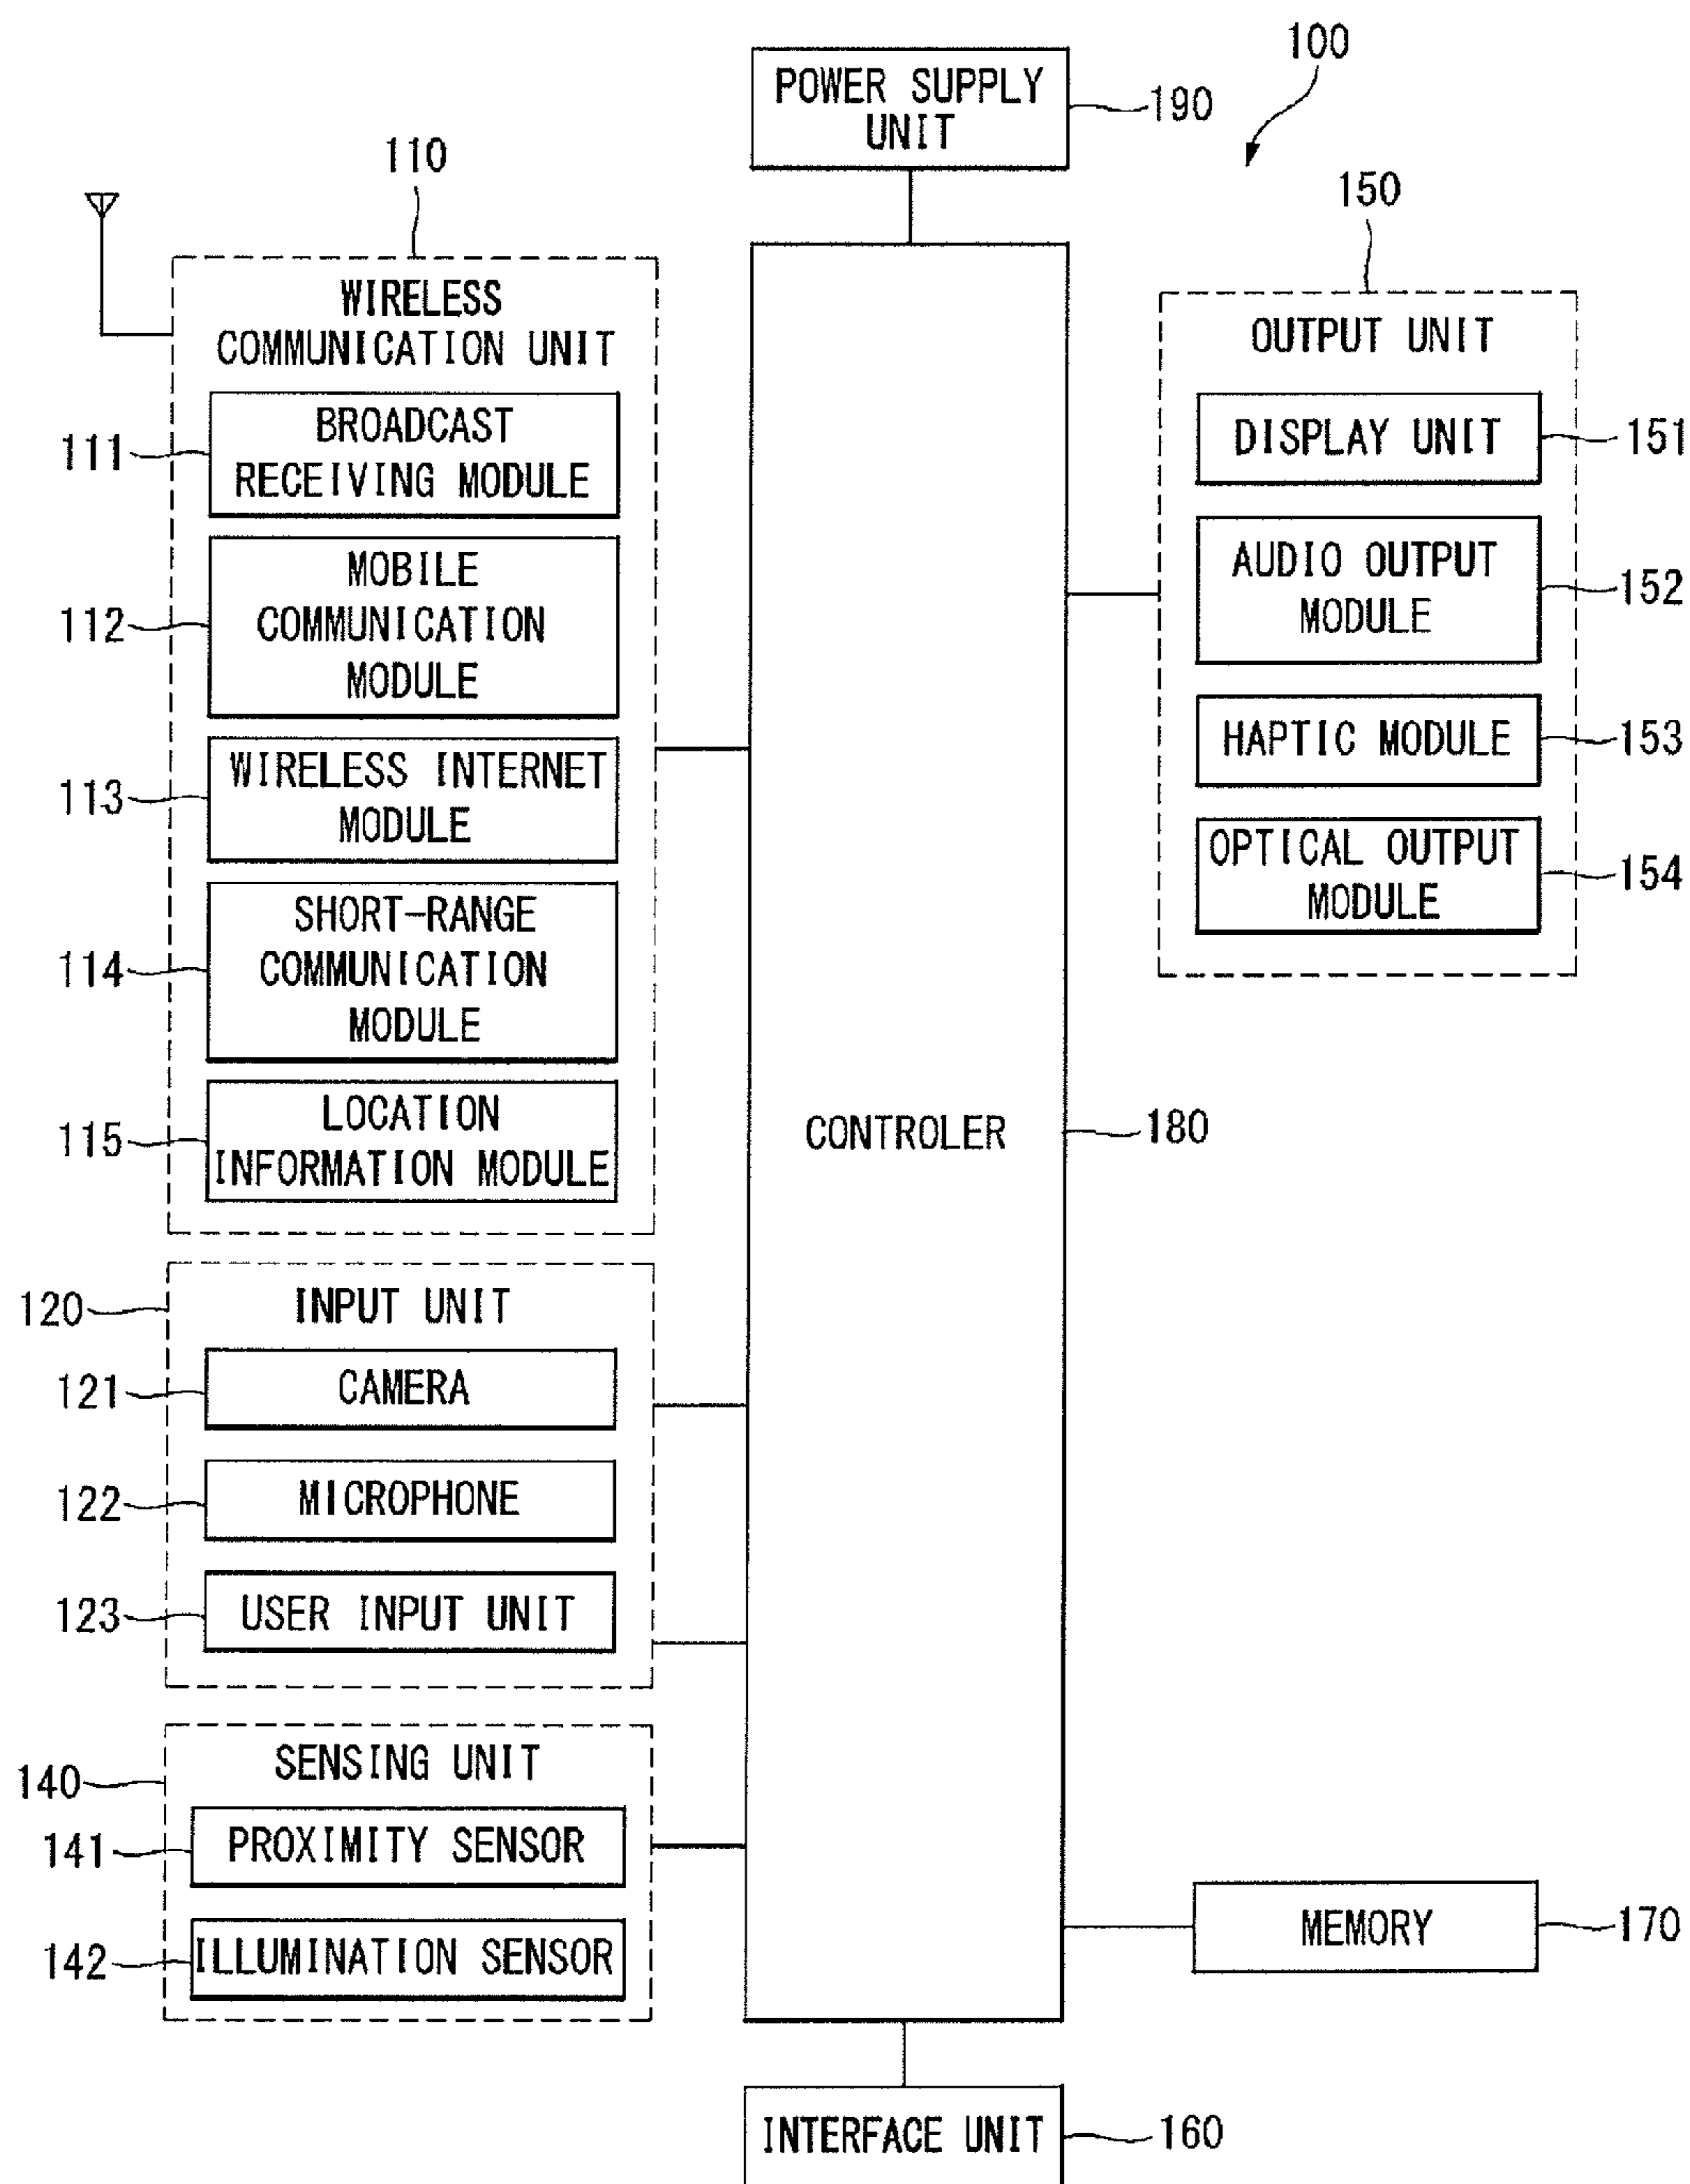 100
POWER SUPPLY
UNIT
190
110
150
WIRELESS
COMMUNICATION UNIT
BROADCAST
RECEIVING MODULE
111
MOBILE
COMMUNICATION
MODULE
112
WIRELESS INTERNET
MODULE
113
SHORT-RANGE
COMMUNICATION
MODULE
114
LOCATION
INFORMATION MODULE
115
OUTPUT UNIT
DISPLAY UNIT
151
AUDIO OUTPUT
MODULE
152
HAPTIC MODULE
153
OPTICAL OUTPUT
MODULE
154
CONTROLER
180
120
INPUT UNIT
121
CAMERA
122
MICROPHONE
123
USER INPUT UNIT
140
SENSING UNIT
141
PROXIMITY SENSOR
142
ILLUMINATION SENSOR
MEMORY
170
INTERFACE UNIT
160